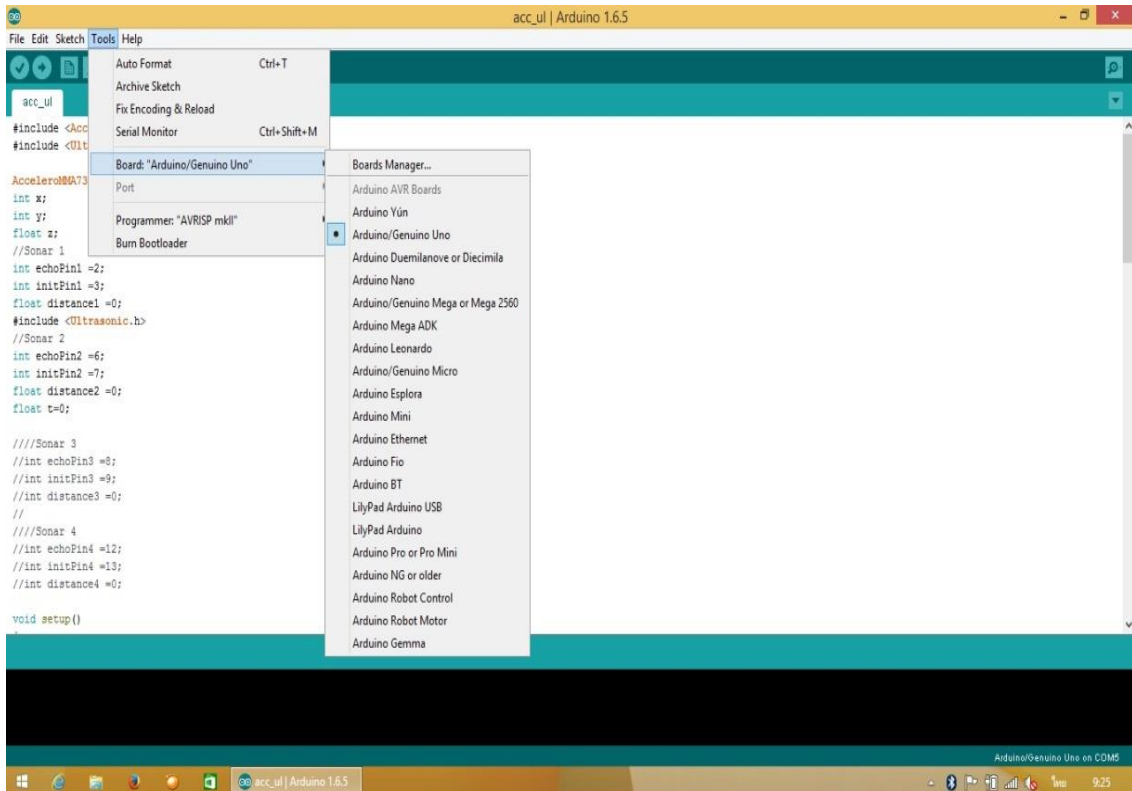 acc_ul | Arduino 1.6.5
File Edit Sketch Tools Help
Auto Format Ctrl+T
Archive Sketch
Fix Encoding & Reload
Serial Monitor Ctrl+Shift+M
Board: "Arduino/Genuino Uno"
Port
Programmer: "AVRISP mkII"
Burn Bootloader
Boards Manager...
Arduino AVR Boards
Arduino Yún
Arduino/Genuino Uno
Arduino Duemilanove or Diecimila
Arduino Nano
Arduino/Genuino Mega or Mega 2560
Arduino Mega ADK
Arduino Leonardo
Arduino/Genuino Micro
Arduino Esplora
Arduino Mini
Arduino Ethernet
Arduino Fio
Arduino BT
LilyPad Arduino USB
LilyPad Arduino
Arduino Pro or Pro Mini
Arduino NG or older
Arduino Robot Control
Arduino Robot Motor
Arduino Gemma
acc_ul
#include <Acc
#include <Ult
AcceleroMMA73
int x;
int y;
float z;
//Sonar 1
int echoPin1 =2;
int initPin1 =3;
float distance1 =0;
#include <Ultrasonic.h>
//Sonar 2
int echoPin2 =6;
int initPin2 =7;
float distance2 =0;
float t=0;
////Sonar 3
//int echoPin3 =8;
//int initPin3 =9;
//int distance3 =0;
//
////Sonar 4
//int echoPin4 =12;
//int initPin4 =13;
//int distance4 =0;
void setup()
Arduino/Genuino Uno on COM5
acc_ul | Arduino 1.6.5
ไทย
9:25